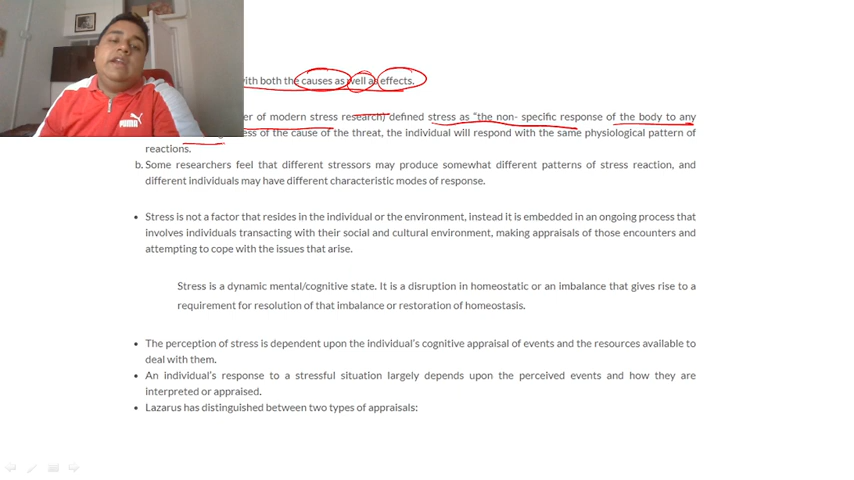 PUMA
with both the causes as well as effects.
er of modern stress research) defined stress as "the non- specific response of the body to any
ess of the cause of the threat, the individual will respond with the same physiological pattern of
reactions.
b. Some researchers feel that different stressors may produce somewhat different patterns of stress reaction, and
different individuals may have different characteristic modes of response.
• Stress is not a factor that resides in the individual or the environment, instead it is embedded in an ongoing process that
involves individuals transacting with their social and cultural environment, making appraisals of those encounters and
attempting to cope with the issues that arise.
Stress is a dynamic mental/cognitive state. It is a disruption in homeostatic or an imbalance that gives rise to a
requirement for resolution of that imbalance or restoration of homeostasis.
• The perception of stress is dependent upon the individual's cognitive appraisal of events and the resources available to
deal with them.
• An individual's response to a stressful situation largely depends upon the perceived events and how they are
interpreted or appraised.
• Lazarus has distinguished between two types of appraisals: